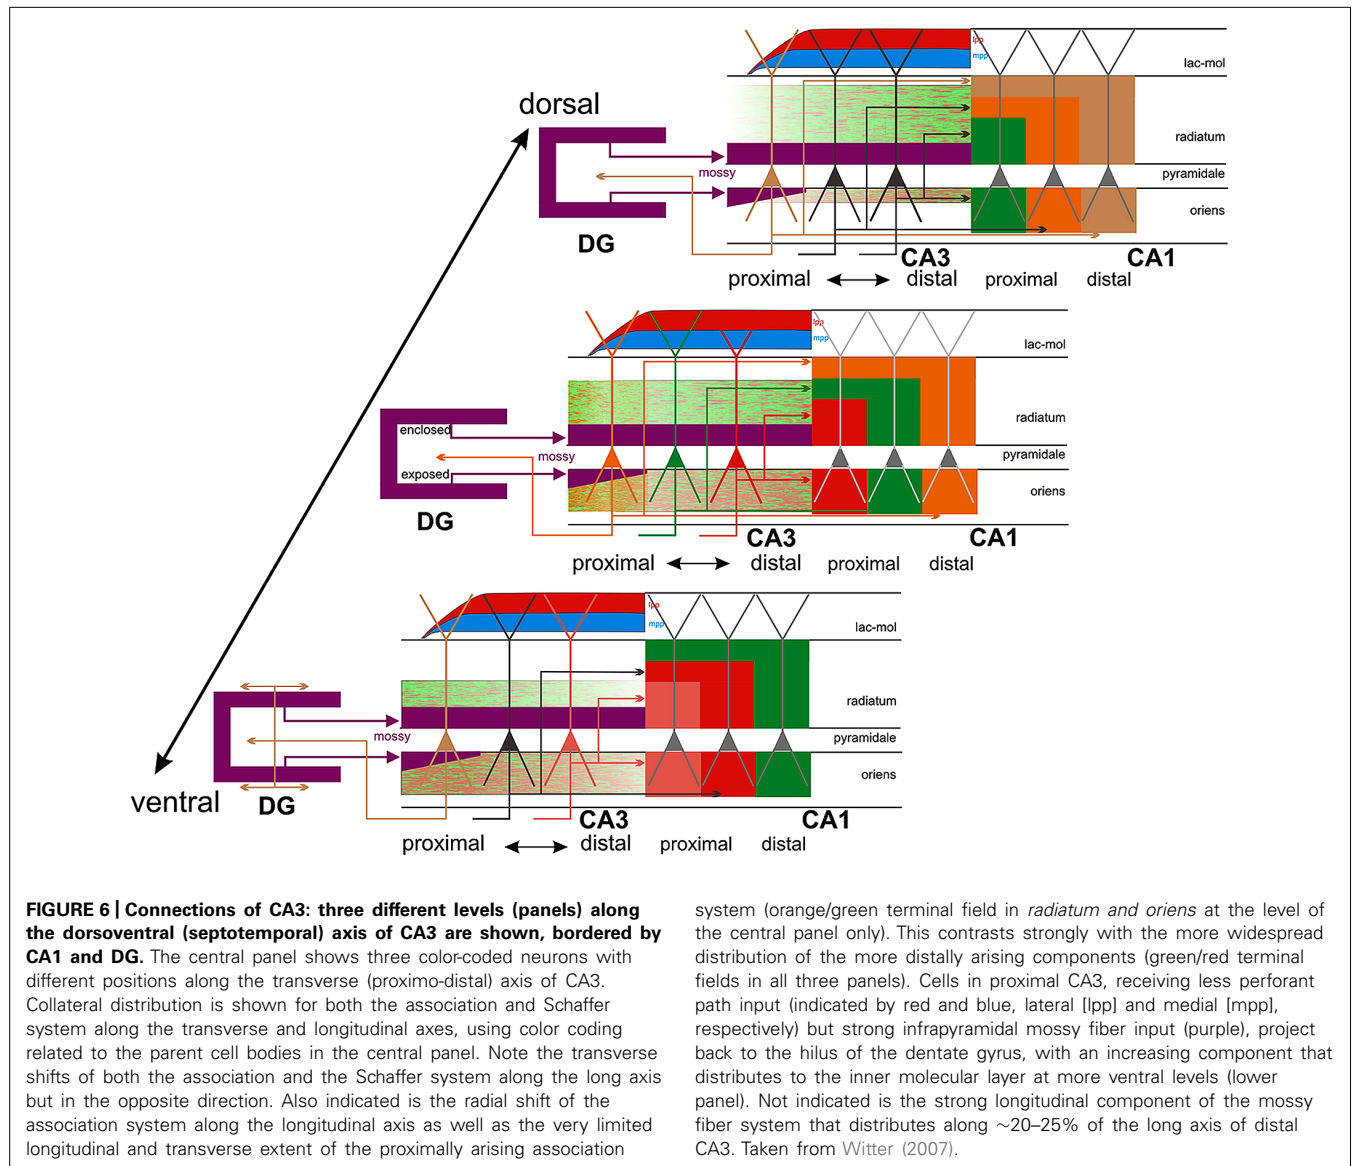 lpp
mpp
lac-mol
dorsal
radiatum
mossy
pyramidale
oriens
DG
CA3
CA1
proximal
distal
proximal
distal
lpp
mpp
lac-mol
enclosed
radiatum
mossy
pyramidale
exposed
oriens
DG
CA3
CA1
proximal
distal
proximal
distal
lpp
mpp
lac-mol
radiatum
mossy
pyramidale
oriens
ventral
DG
CA3
CA1
proximal
distal
proximal
distal
FIGURE 6 | Connections of CA3: three different levels (panels) along
the dorsoventral (septotemporal) axis of CA3 are shown, bordered by
CA1 and DG. The central panel shows three color-coded neurons with
different positions along the transverse (proximo-distal) axis of CA3.
Collateral distribution is shown for both the association and Schaffer
system along the transverse and longitudinal axes, using color coding
related to the parent cell bodies in the central panel. Note the transverse
shifts of both the association and the Schaffer system along the long axis
but in the opposite direction. Also indicated is the radial shift of the
association system along the longitudinal axis as well as the very limited
longitudinal and transverse extent of the proximally arising association
system (orange/green terminal field in radiatum and oriens at the level of
the central panel only). This contrasts strongly with the more widespread
distribution of the more distally arising components (green/red terminal
fields in all three panels). Cells in proximal CA3, receiving less perforant
path input (indicated by red and blue, lateral [lpp] and medial [mpp],
respectively) but strong infrapyramidal mossy fiber input (purple), project
back to the hilus of the dentate gyrus, with an increasing component that
distributes to the inner molecular layer at more ventral levels (lower
panel). Not indicated is the strong longitudinal component of the mossy
fiber system that distributes along ∼20–25% of the long axis of distal
CA3. Taken from Witter (2007).